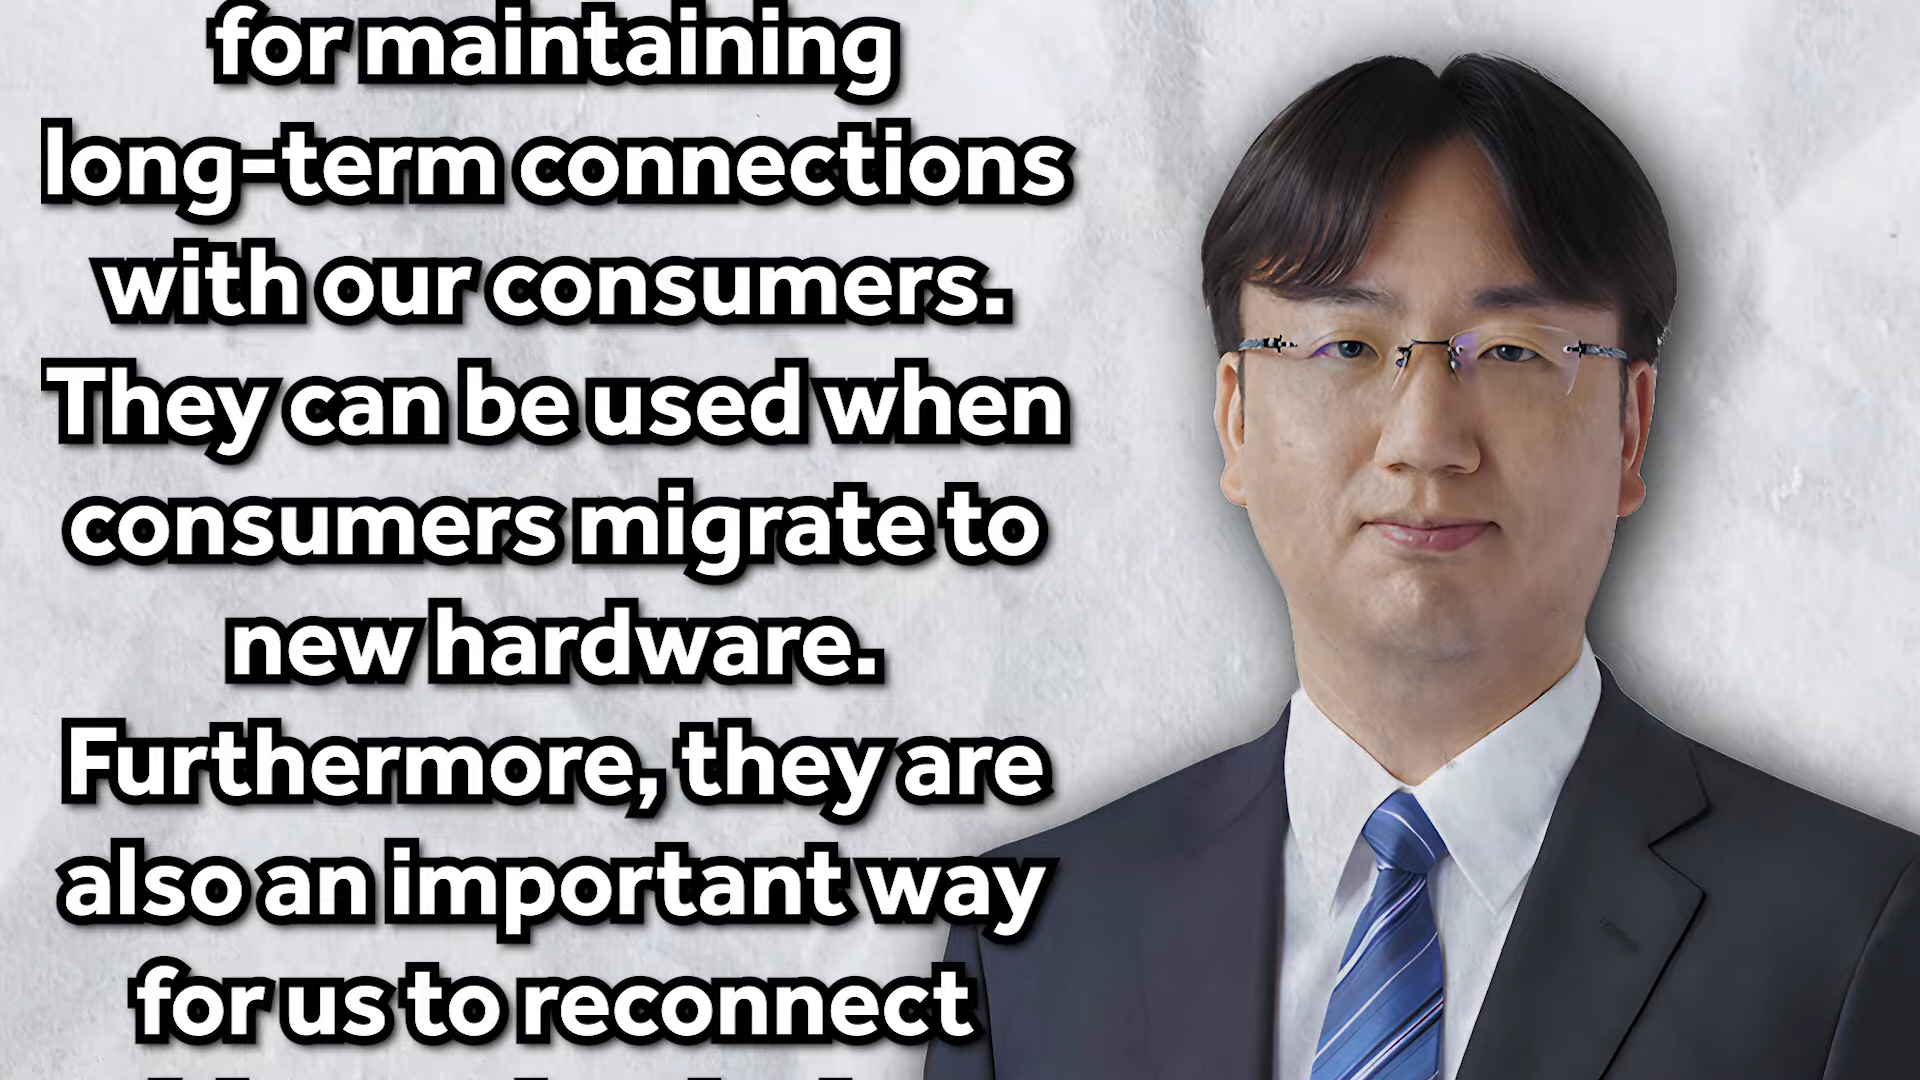 for maintaining
long-term connections
with our consumers.
They can be used when
consumers migrate to
new hardware.
Furthermore, they are
also an important way
for us to reconnect